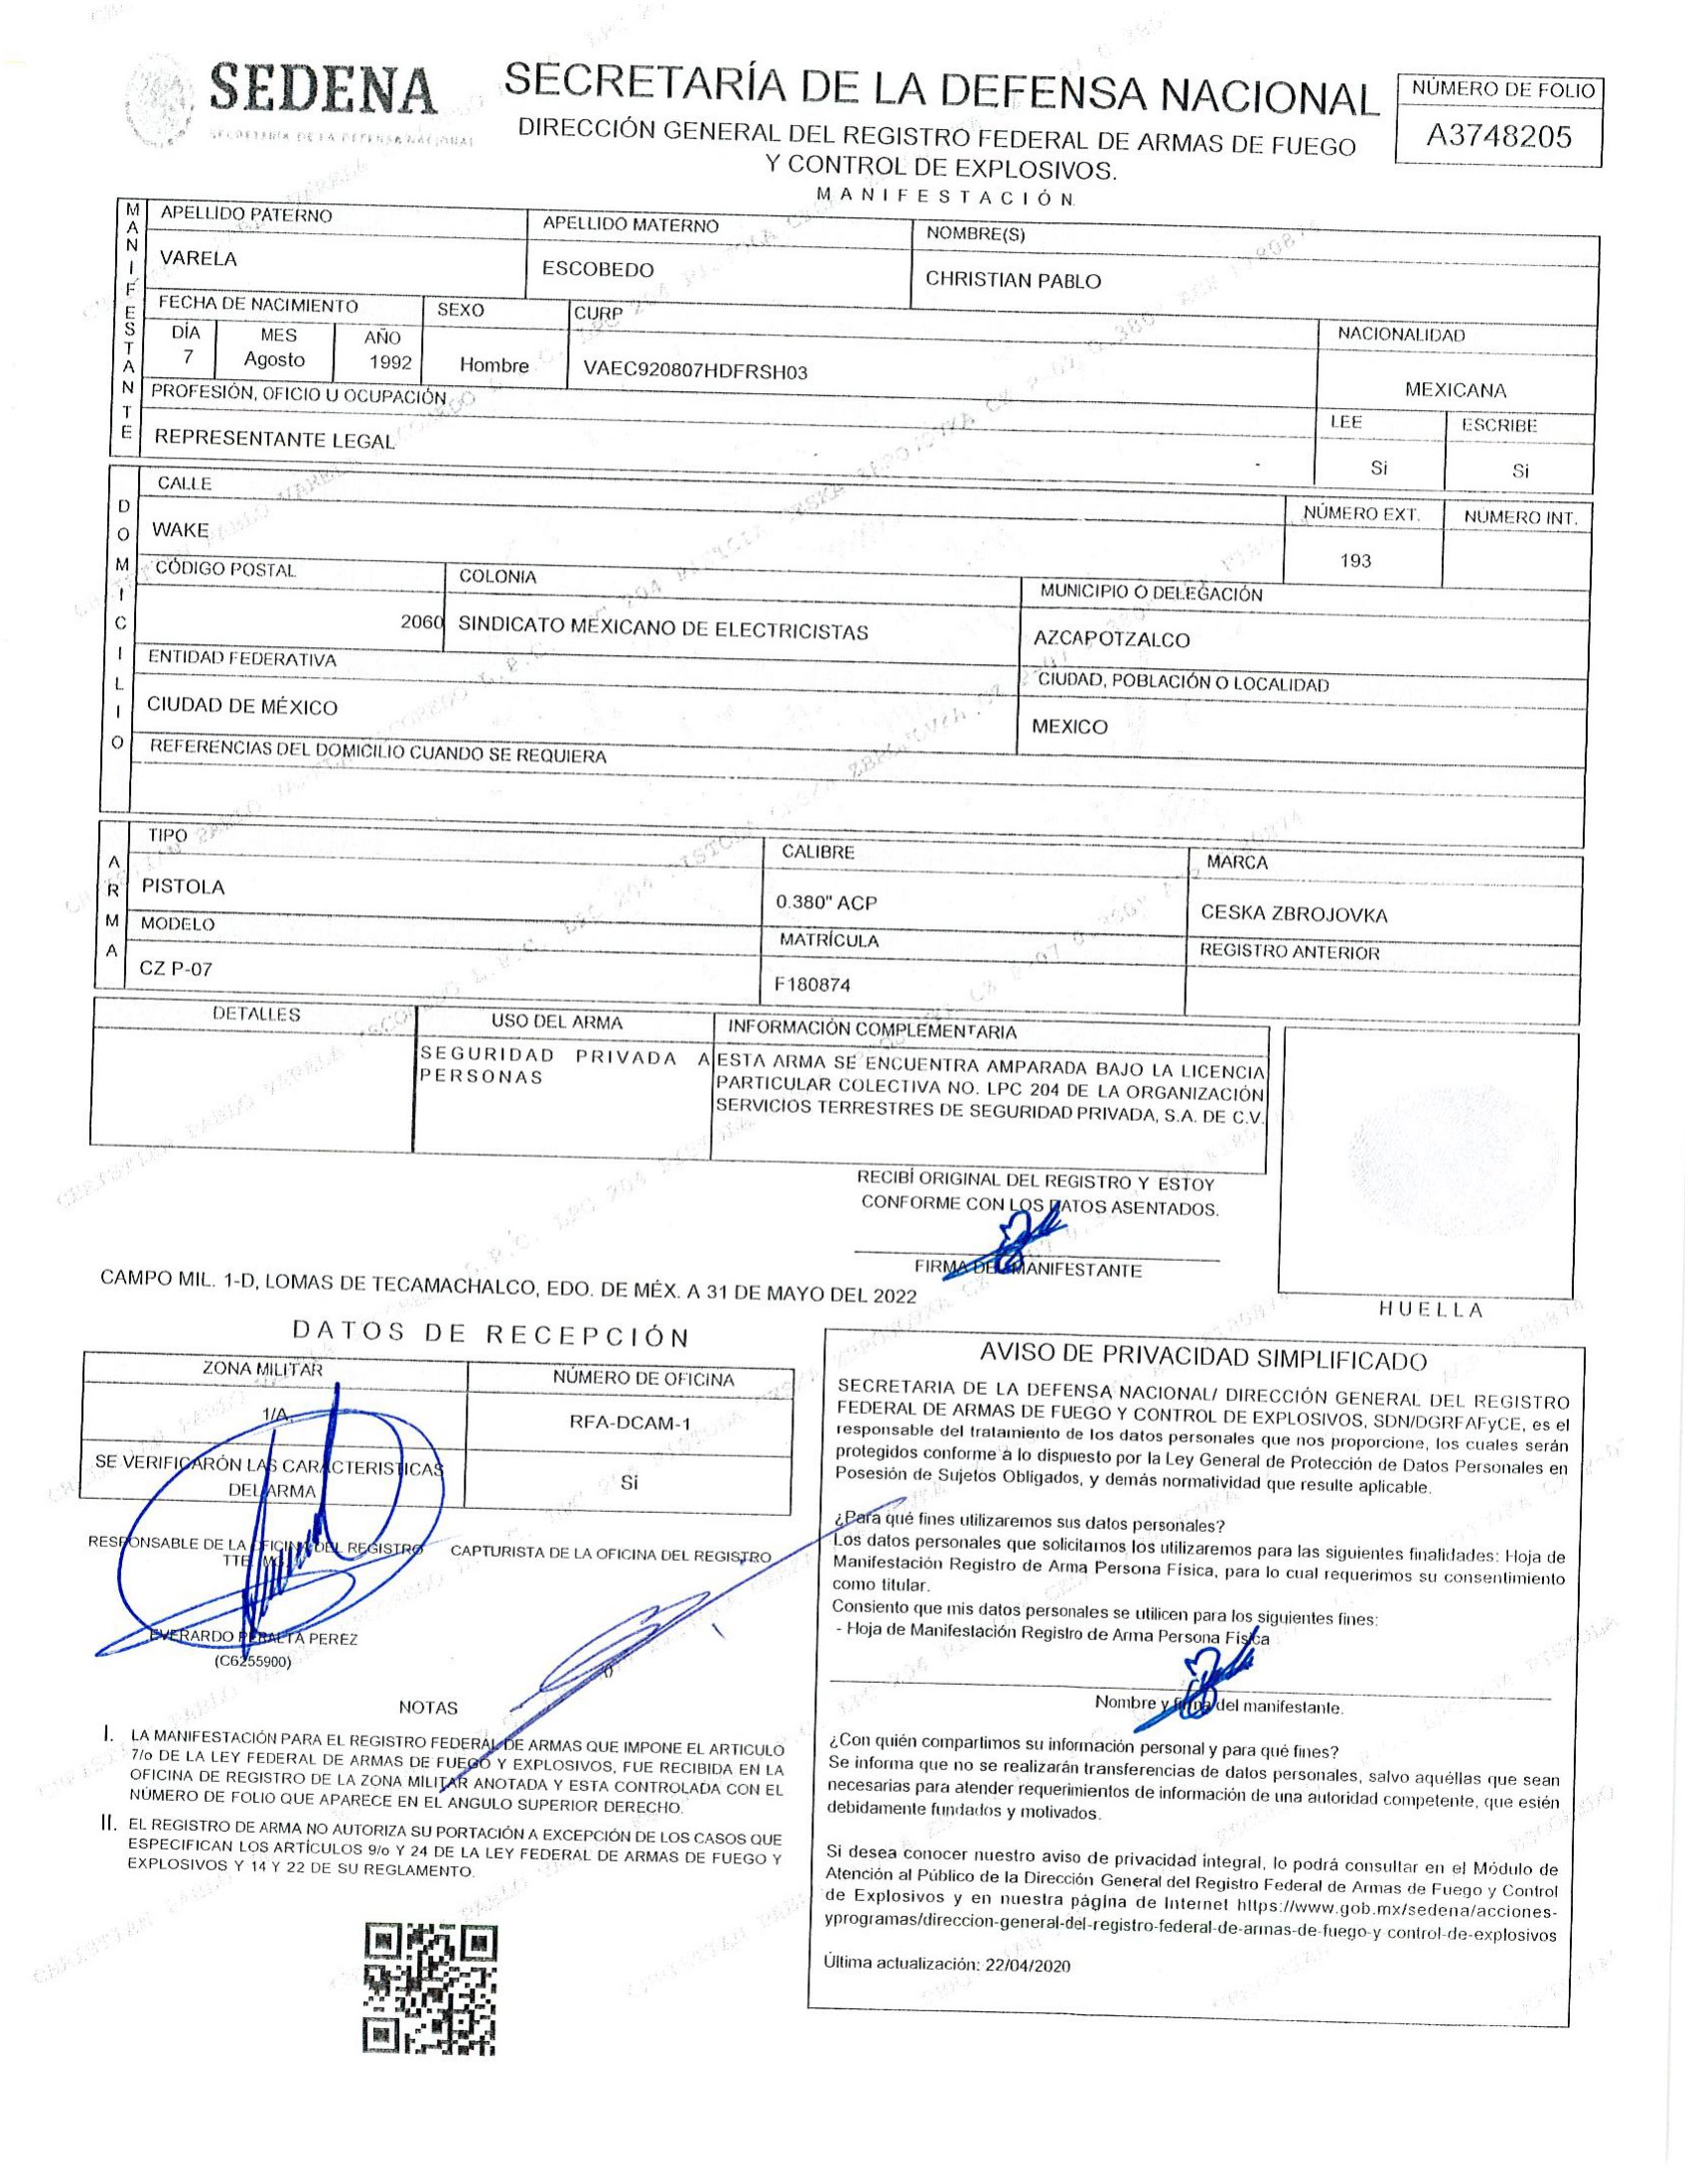 SEDENA
SECRETARÍA DE LA DEFENSA NACIONAL
SECRETARÍA DE LA DEFENSA NACIONAL
DIRECCIÓN GENERAL DEL REGISTRO FEDERAL DE ARMAS DE FUEGO
Y CONTROL DE EXPLOSIVOS.
MANIFESTACIÓN
NÚMERO DE FOLIO
A3748205
MANIFESTANTE
APELLIDO PATERNO
VARELA
APELLIDO MATERNO
ESCOBEDO
NOMBRE(S)
CHRISTIAN PABLO
FECHA DE NACIMIENTO
DÍA MES AÑO
7 Agosto 1992
SEXO
Hombre
CURP
VAEC920807HDFRSH03
NACIONALIDAD
MEXICANA
PROFESIÓN, OFICIO U OCUPACIÓN
REPRESENTANTE LEGAL
LEE
Si
ESCRIBE
Si
DOMICILIO
CALLE
WAKE
NÚMERO EXT.
193
NUMERO INT.
CÓDIGO POSTAL
2060
COLONIA
SINDICATO MEXICANO DE ELECTRICISTAS
MUNICIPIO O DELEGACIÓN
AZCAPOTZALCO
ENTIDAD FEDERATIVA
CIUDAD DE MÉXICO
CIUDAD, POBLACIÓN O LOCALIDAD
MEXICO
REFERENCIAS DEL DOMICILIO CUANDO SE REQUIERA
ARMA
TIPO
PISTOLA
CALIBRE
0.380" ACP
MARCA
CESKA ZBROJOVKA
MODELO
CZ P-07
MATRÍCULA
F180874
REGISTRO ANTERIOR
DETALLES
USO DEL ARMA
SEGURIDAD PRIVADA A
PERSONAS
INFORMACIÓN COMPLEMENTARIA
ESTA ARMA SE ENCUENTRA AMPARADA BAJO LA LICENCIA
PARTICULAR COLECTIVA NO. LPC 204 DE LA ORGANIZACIÓN
SERVICIOS TERRESTRES DE SEGURIDAD PRIVADA, S.A. DE C.V.
RECIBÍ ORIGINAL DEL REGISTRO Y ESTOY
CONFORME CON LOS DATOS ASENTADOS.
FIRMA DEL MANIFESTANTE
HUELLA
CAMPO MIL. 1-D, LOMAS DE TECAMACHALCO, EDO. DE MÉX. A 31 DE MAYO DEL 2022
DATOS DE RECEPCIÓN
ZONA MILITAR
1/A.
NÚMERO DE OFICINA
RFA-DCAM-1
SE VERIFICARÓN LAS CARACTERISTICAS
DEL ARMA
Si
RESPONSABLE DE LA OFICINA DEL REGISTRO
TTE.
EVERARDO PERALTA PEREZ
(C6255900)
CAPTURISTA DE LA OFICINA DEL REGISTRO
NOTAS
I. LA MANIFESTACIÓN PARA EL REGISTRO FEDERAL DE ARMAS QUE IMPONE EL ARTICULO
7/o DE LA LEY FEDERAL DE ARMAS DE FUEGO Y EXPLOSIVOS, FUE RECIBIDA EN LA
OFICINA DE REGISTRO DE LA ZONA MILITAR ANOTADA Y ESTA CONTROLADA CON EL
NÚMERO DE FOLIO QUE APARECE EN EL ANGULO SUPERIOR DERECHO.
II. EL REGISTRO DE ARMA NO AUTORIZA SU PORTACIÓN A EXCEPCIÓN DE LOS CASOS QUE
ESPECIFICAN LOS ARTÍCULOS 9/o Y 24 DE LA LEY FEDERAL DE ARMAS DE FUEGO Y
EXPLOSIVOS Y 14 Y 22 DE SU REGLAMENTO.
AVISO DE PRIVACIDAD SIMPLIFICADO
SECRETARIA DE LA DEFENSA NACIONAL/ DIRECCIÓN GENERAL DEL REGISTRO
FEDERAL DE ARMAS DE FUEGO Y CONTROL DE EXPLOSIVOS, SDN/DGRFAFyCE, es el
responsable del tratamiento de los datos personales que nos proporcione, los cuales serán
protegidos conforme a lo dispuesto por la Ley General de Protección de Datos Personales en
Posesión de Sujetos Obligados, y demás normatividad que resulte aplicable.
¿Para qué fines utilizaremos sus datos personales?
Los datos personales que solicitamos los utilizaremos para las siguientes finalidades: Hoja de
Manifestación Registro de Arma Persona Física, para lo cual requerimos su consentimiento
como titular.
Consiento que mis datos personales se utilicen para los siguientes fines:
- Hoja de Manifestación Registro de Arma Persona Física
Nombre y firma del manifestante.
¿Con quién compartimos su información personal y para qué fines?
Se informa que no se realizarán transferencias de datos personales, salvo aquéllas que sean
necesarias para atender requerimientos de información de una autoridad competente, que estén
debidamente fundados y motivados.
Si desea conocer nuestro aviso de privacidad integral, lo podrá consultar en el Módulo de
Atención al Público de la Dirección General del Registro Federal de Armas de Fuego y Control
de Explosivos y en nuestra página de Internet https://www.gob.mx/sedena/acciones-
yprogramas/direccion-general-del-registro-federal-de-armas-de-fuego-y control-de-explosivos
Última actualización: 22/04/2020